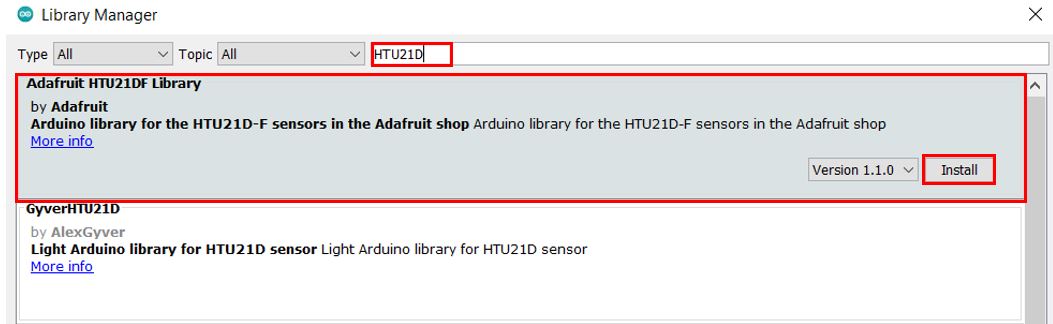 Library Manager
Type All Topic All HTU21D
Adafruit HTU21DF Library
by Adafruit
Arduino library for the HTU21D-F sensors in the Adafruit shop Arduino library for the HTU21D-F sensors in the Adafruit shop
More info
Version 1.1.0 Install
GyverHTU21D
by AlexGyver
Light Arduino library for HTU21D sensor Light Arduino library for HTU21D sensor
More info